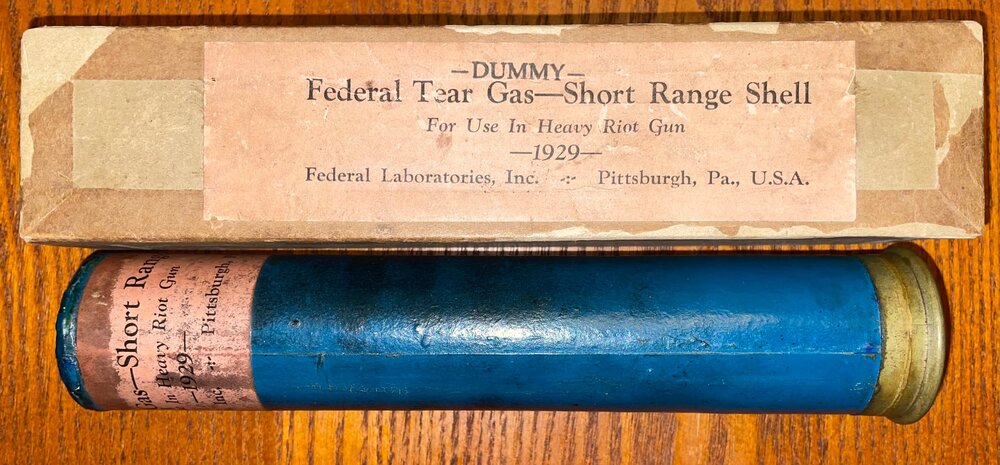 —DUMMY—
Federal Tear Gas—Short Range Shell
For Use In Heavy Riot Gun
—1929—
Federal Laboratories, Inc. -:- Pittsburgh, Pa., U.S.A.
Gas—Short Rang
In Heavy Riot Gun
—1929—
Inc. -:- Pittsburgh,